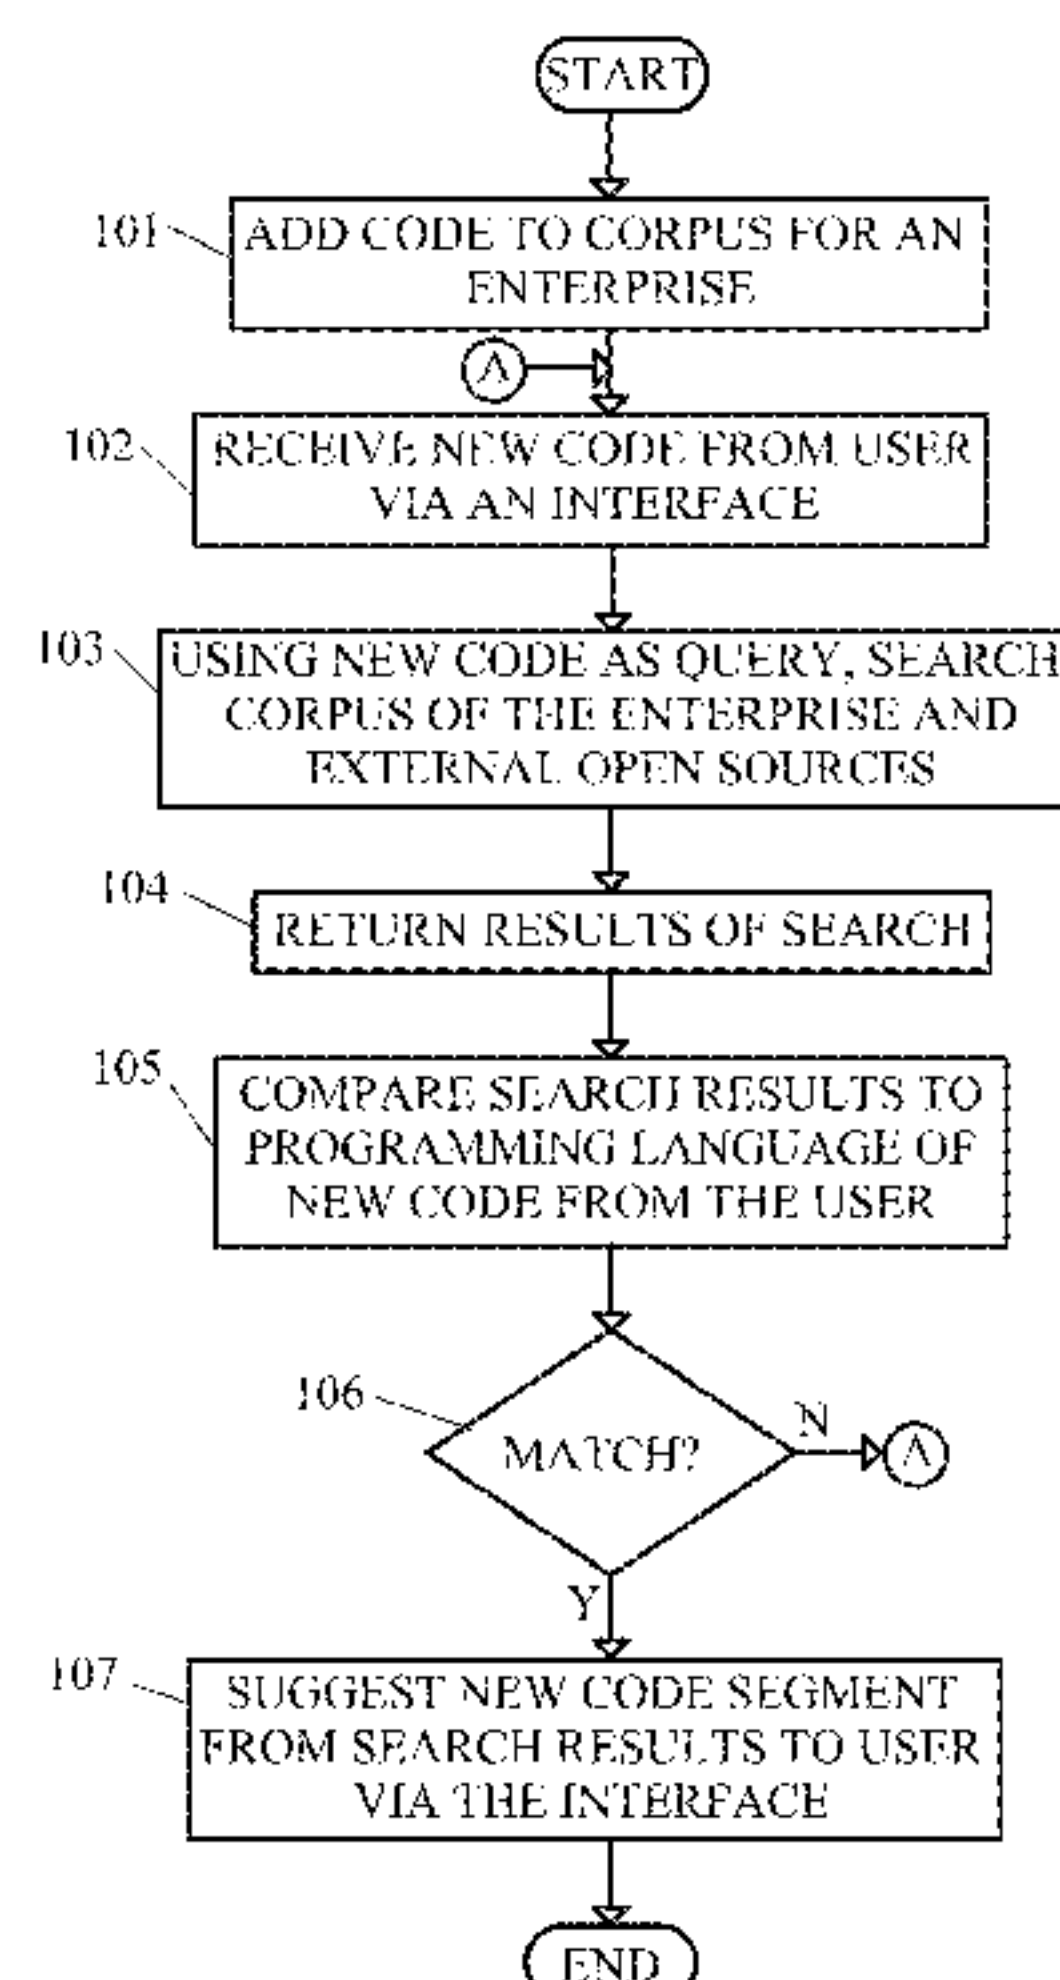 START
101
ADD CODE TO CORPUS FOR AN
ENTERPRISE
A
102
RECEIVE NEW CODE FROM USER
VIA AN INTERFACE
103
USING NEW CODE AS QUERY, SEARCH
CORPUS OF THE ENTERPRISE AND
EXTERNAL OPEN SOURCES
104
RETURN RESULTS OF SEARCH
105
COMPARE SEARCH RESULTS TO
PROGRAMMING LANGUAGE OF
NEW CODE FROM THE USER
106
MATCH?
N
A
Y
107
SUGGEST NEW CODE SEGMENT
FROM SEARCH RESULTS TO USER
VIA THE INTERFACE
END